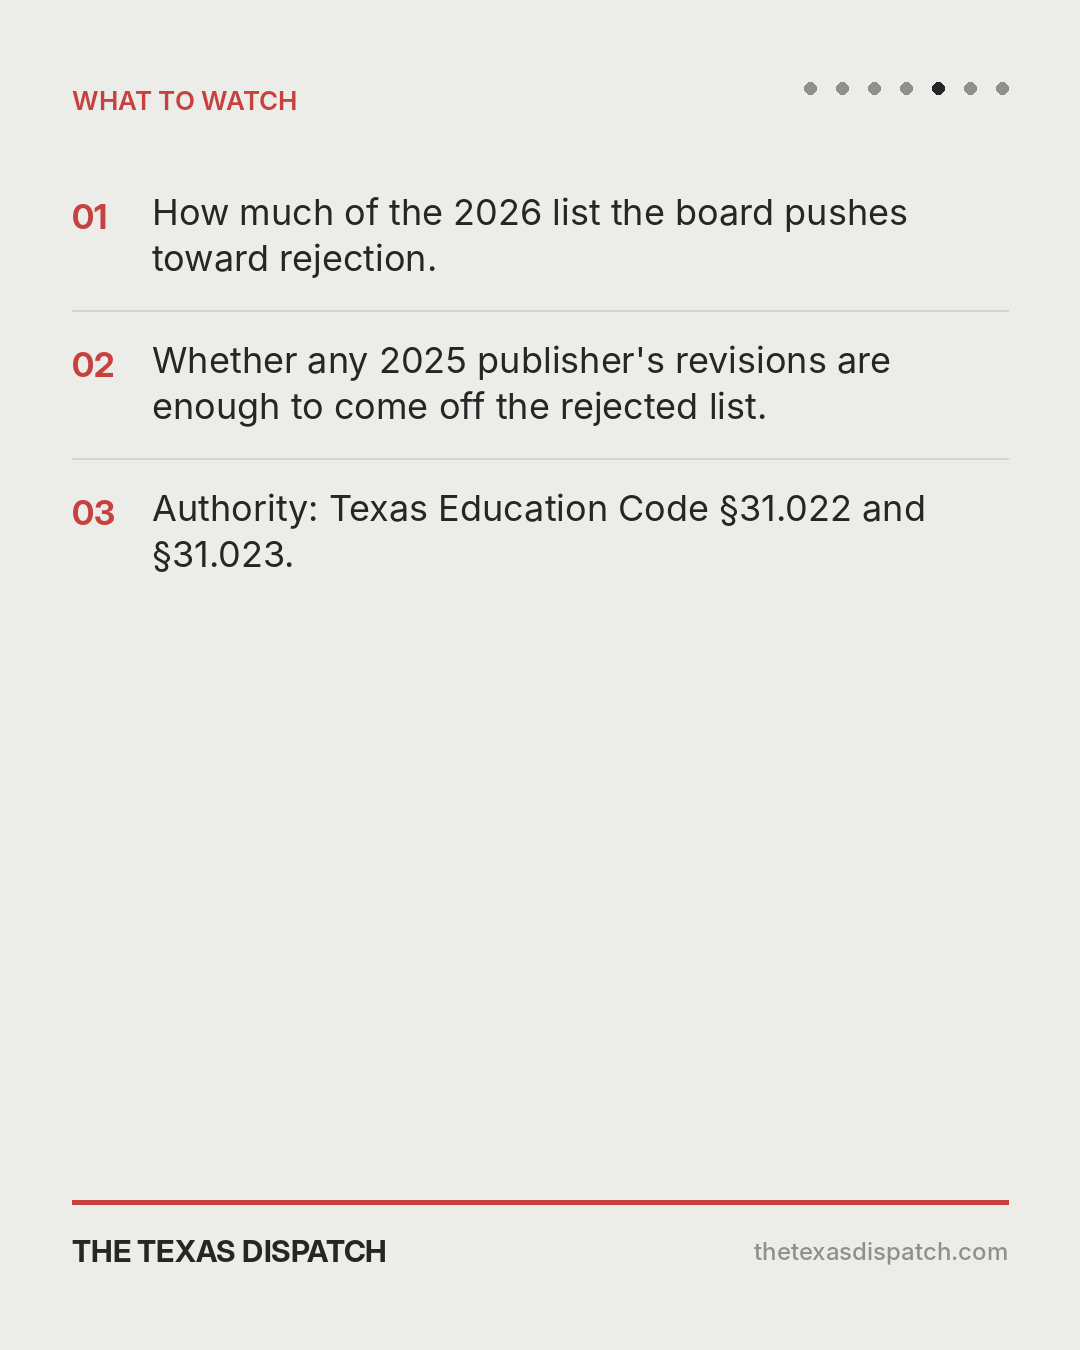 WHAT TO WATCH
01 How much of the 2026 list the board pushes
toward rejection.
02 Whether any 2025 publisher's revisions are
enough to come off the rejected list.
03 Authority: Texas Education Code §31.022 and
§31.023.
THE TEXAS DISPATCH
thetexasdispatch.com